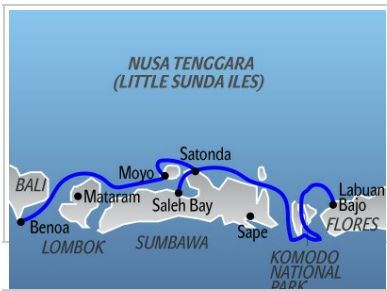 NUSA TENGGARA
(LITTLE SUNDA ILES)
Satonda
Moyo
BALI
Mataram
Saleh Bay
Labuan
Bajo
Benoa
LOMBOK
SUMBAWA
Sape
FLORES
KOMODO
NATIONAL
PARK